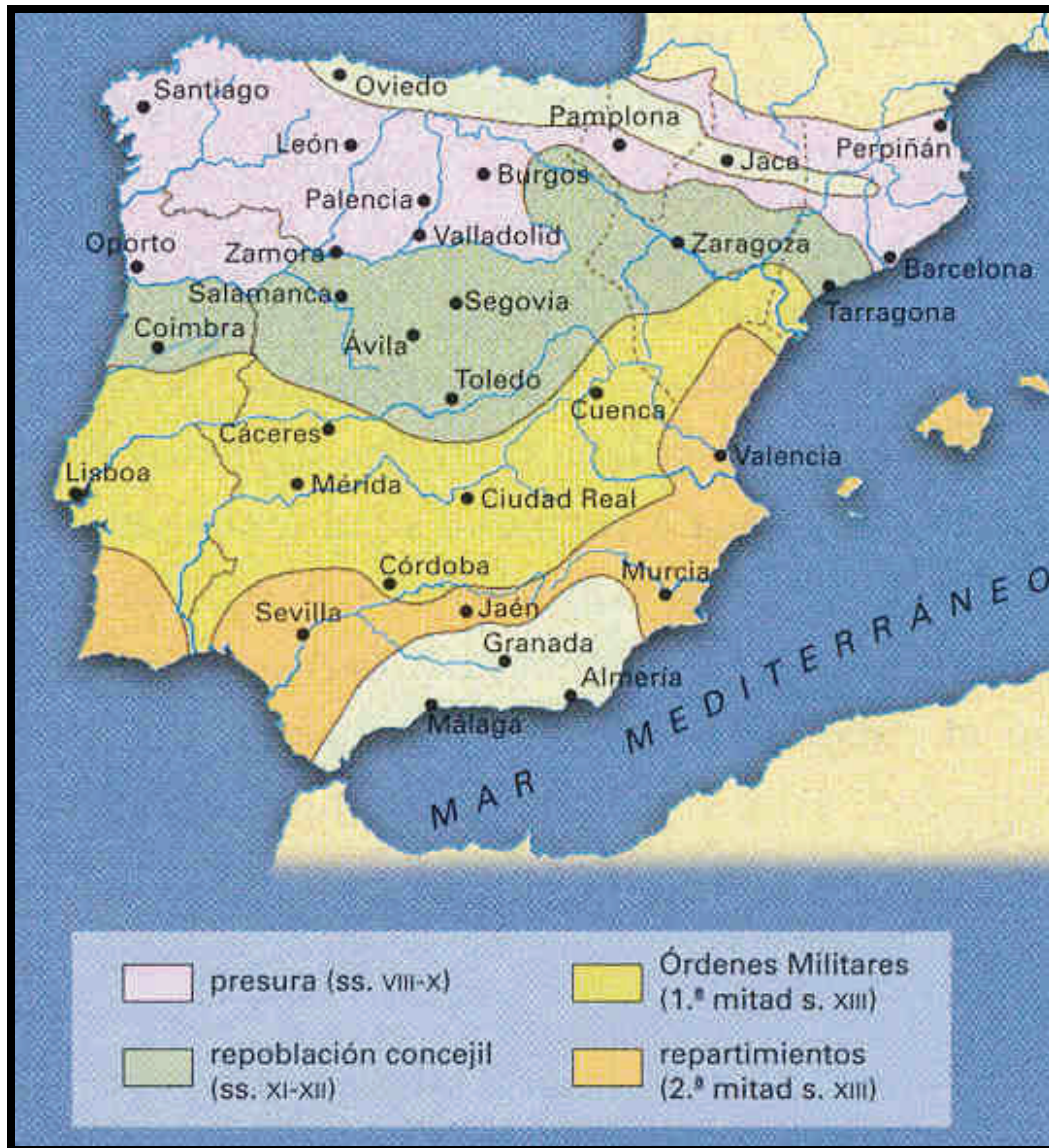 Oviedo
Santiago
Pamplona
León
Jaca
Perpiñán
Burgos
Palencia
Oporto
Zamora
Valladolid
Zaragoza
Barcelona
Salamanca
Segovia
Tarragona
Coimbra
Ávila
Toledo
Cuenca
Cáceres
Valencia
Lisboa
Mérida
Ciudad Real
Córdoba
Murcia
Sevilla
Jaén
Granada
Almería
Málaga
MAR MEDITERRÁNEO
presura (ss. VIII-X)
repoblación concejil
(ss. XI-XII)
Órdenes Militares
(1.ª mitad s. XIII)
repartimientos
(2.ª mitad s. XIII)